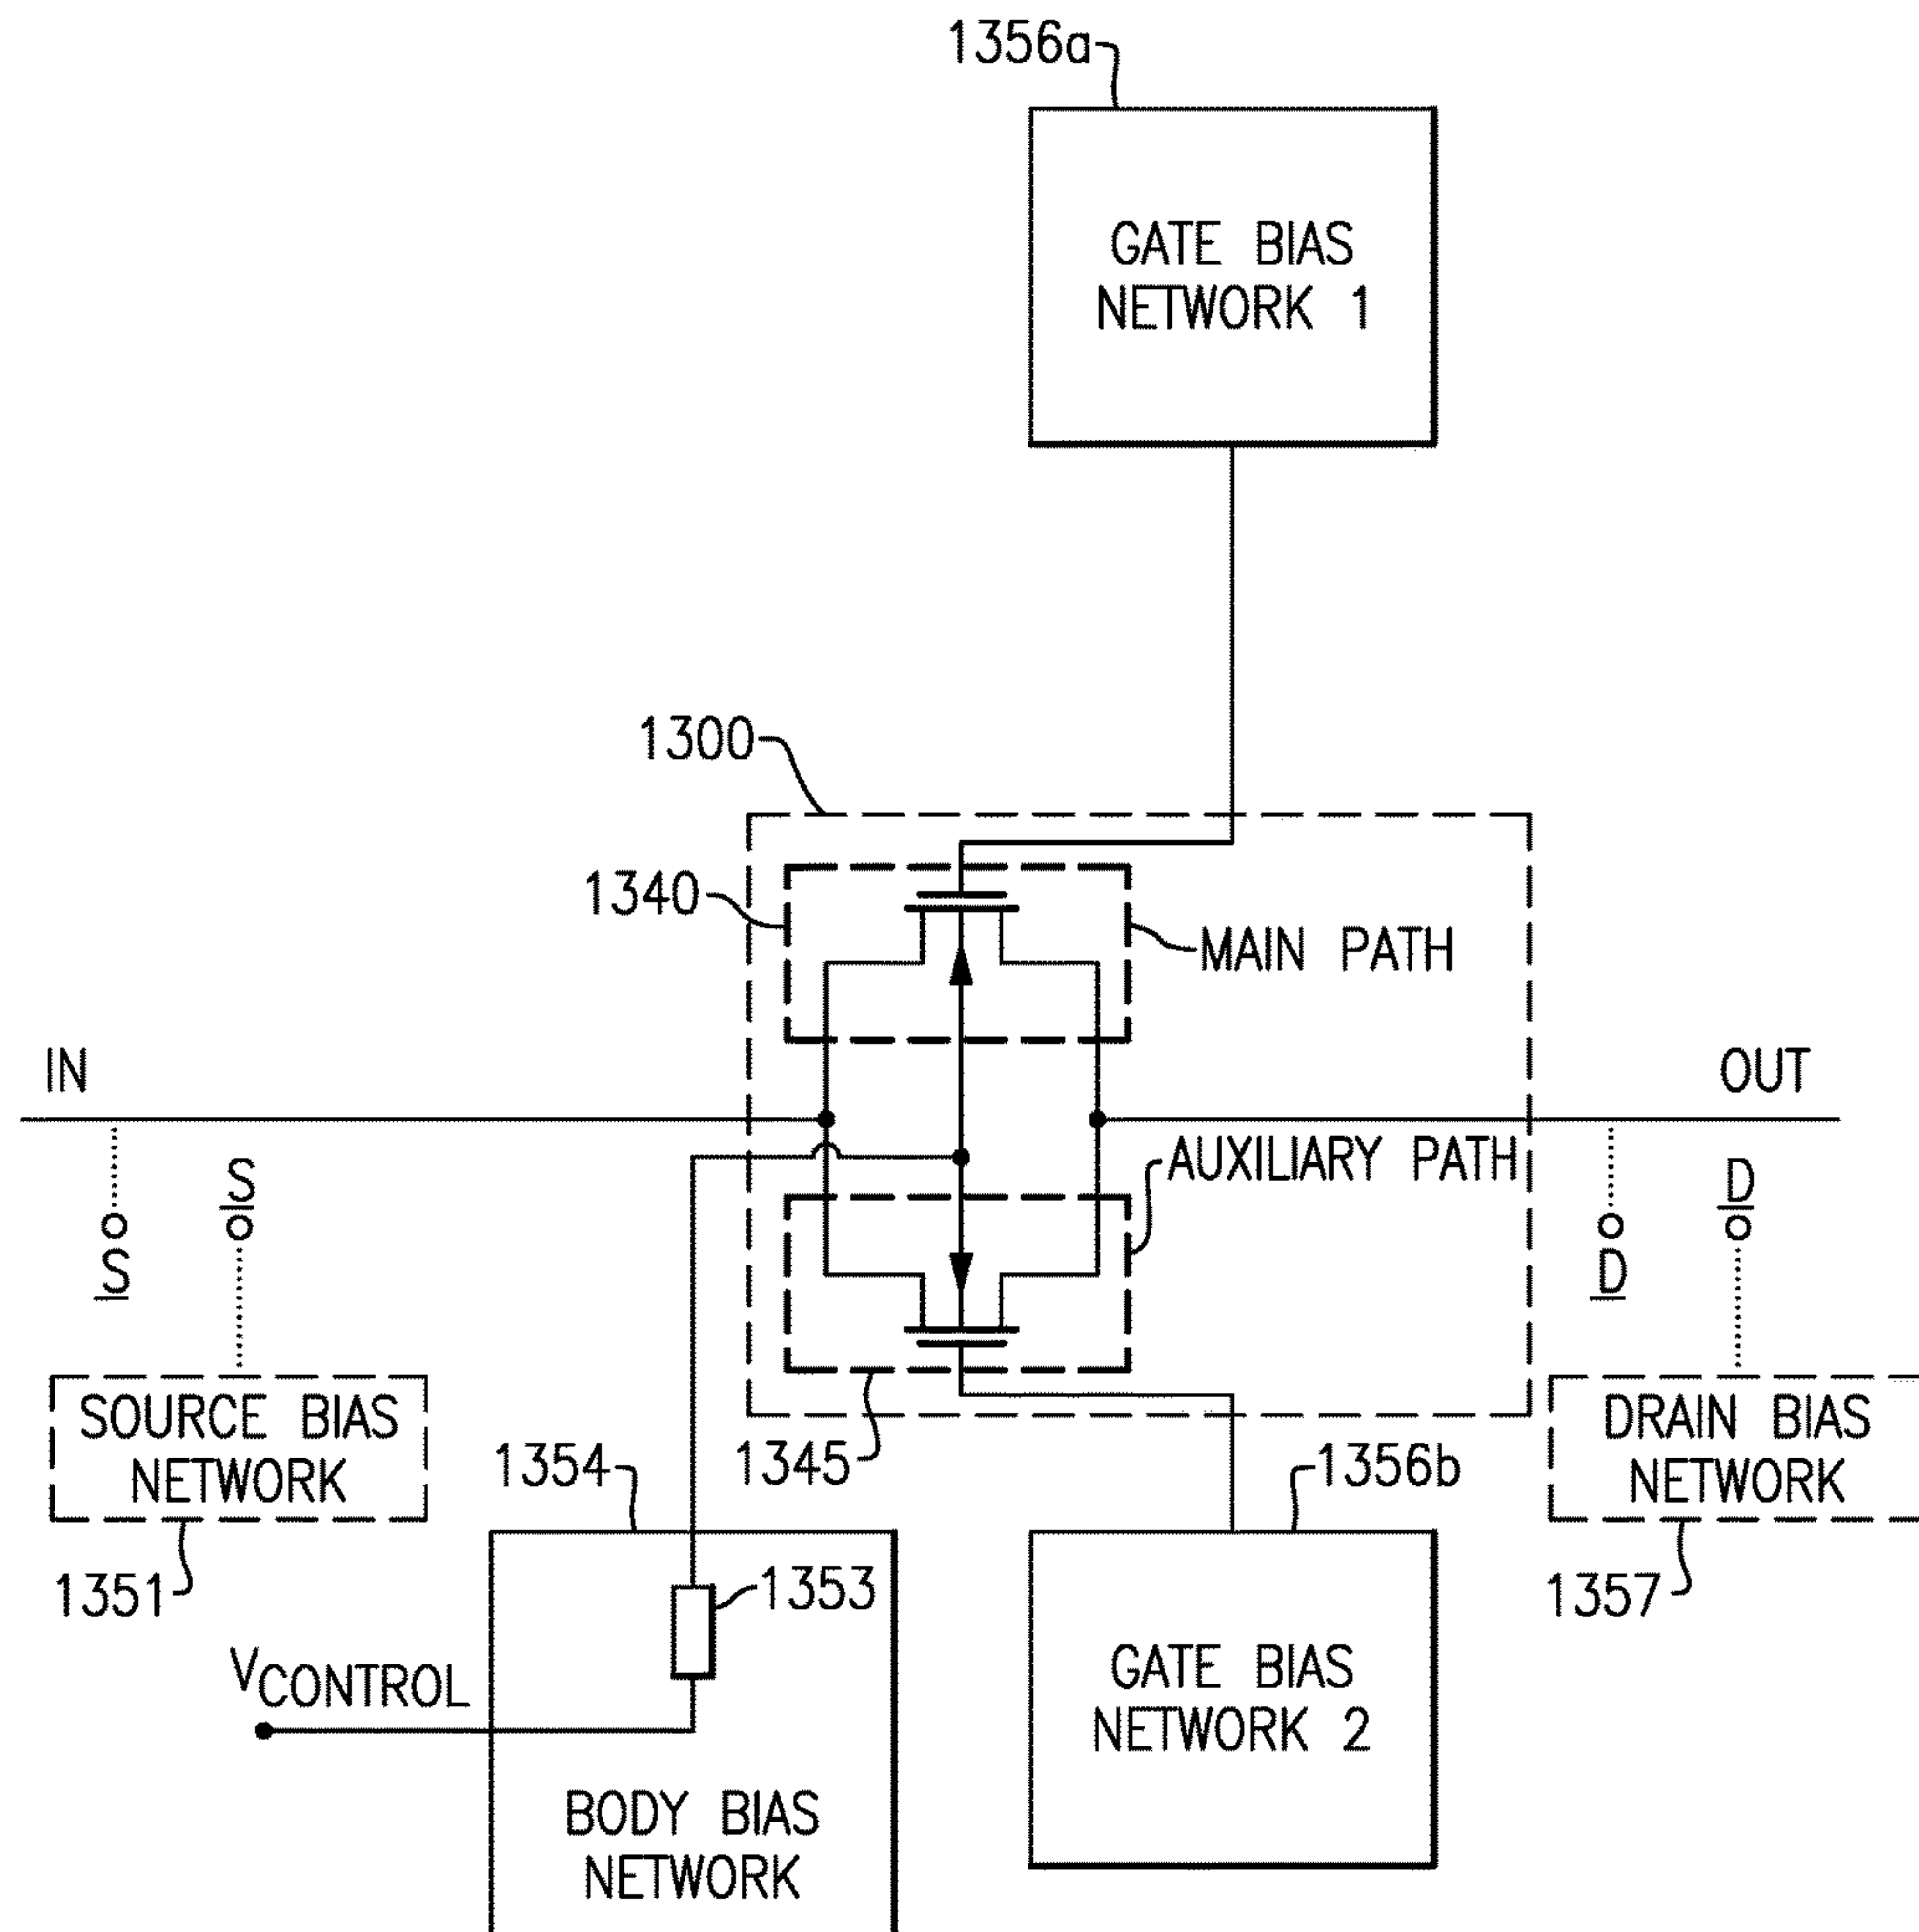 1356a
GATE BIAS
NETWORK 1
1300
1340
MAIN PATH
IN
OUT
AUXILIARY PATH
S
S
D
D
SOURCE BIAS
NETWORK
1351
1354
1345
1356b
DRAIN BIAS
NETWORK
1357
1353
VCONTROL
BODY BIAS
NETWORK
GATE BIAS
NETWORK 2